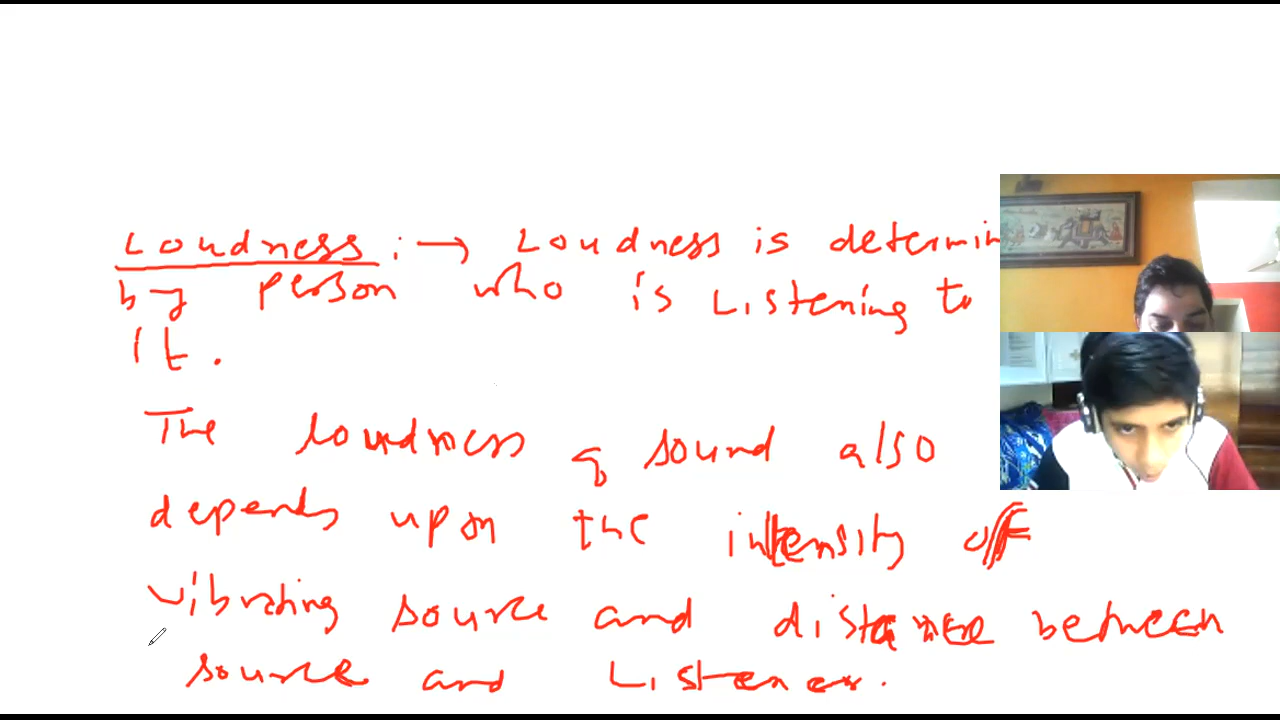 Loudness : → Loudness is determin
by person who is Listening to
it.
The loudness of sound also
depends upon the intensity off
vibrating source and distance between
source and Listener.